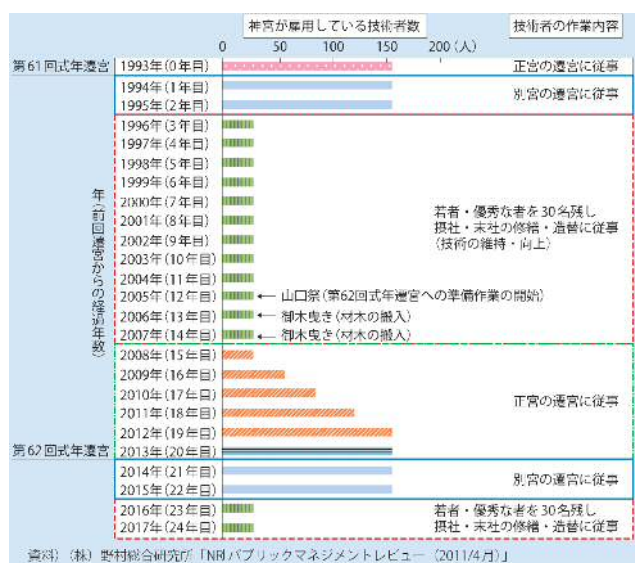 神宮が雇用している技術者数 技術者の作業内容
0 50 100 150 200(人)
第61回式年遷宮 1993年(0年目) 正宮の遷宮に従事
1994年(1年目)
別宮の遷宮に従事
1995年(2年目)
1996年(3年目)
1997年(4年目)
1998年(5年目)
1999年(6年目)
2000年(7年目)
2001年(8年目)
2002年(9年目)
2003年(10年目)
2004年(11年目)
若者・優秀な者を30名残し
摂社・末社の修繕・造替に従事
(技術の維持・向上)
2005年(12年目) 山口祭(第62回式年遷宮への準備作業の開始)
2006年(13年目) 御木曳き(材木の搬入)
2007年(14年目) 御木曳き(材木の搬入)
年(前回遷宮からの経過年数)
2008年(15年目)
2009年(16年目)
2010年(17年目)
2011年(18年目)
正宮の遷宮に従事
2012年(19年目)
第62回式年遷宮 2013年(20年目)
2014年(21年目)
別宮の遷宮に従事
2015年(22年目)
2016年(23年目) 若者・優秀な者を30名残し
2017年(24年目) 摂社・末社の修繕・造替に従事
資料)(株)野村総合研究所「NRIパブリックマネジメントレビュー(2011/4月)」